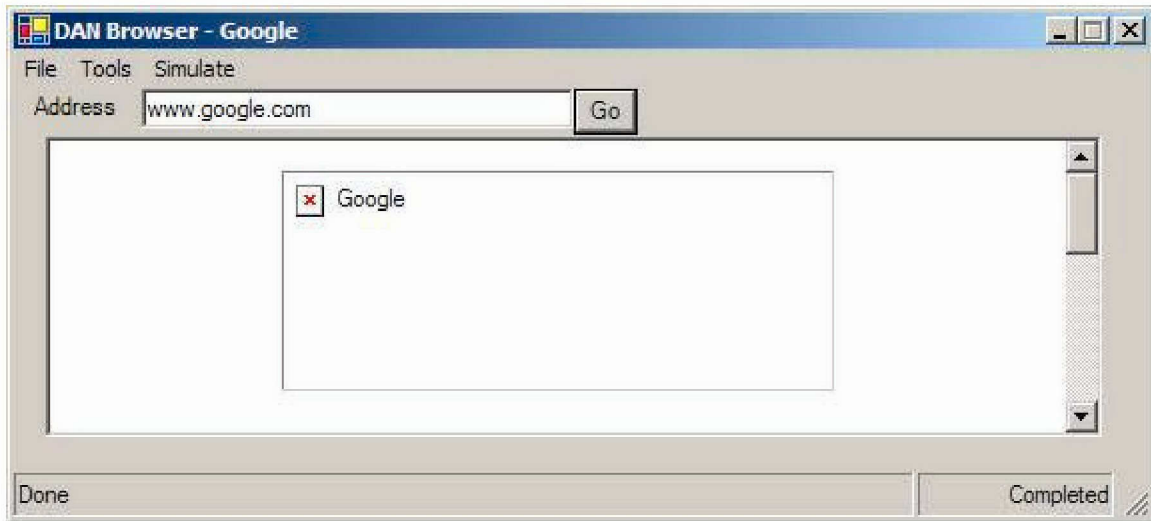 DAN Browser - Google
File Tools Simulate
Address www.google.com Go
Google
Done Completed